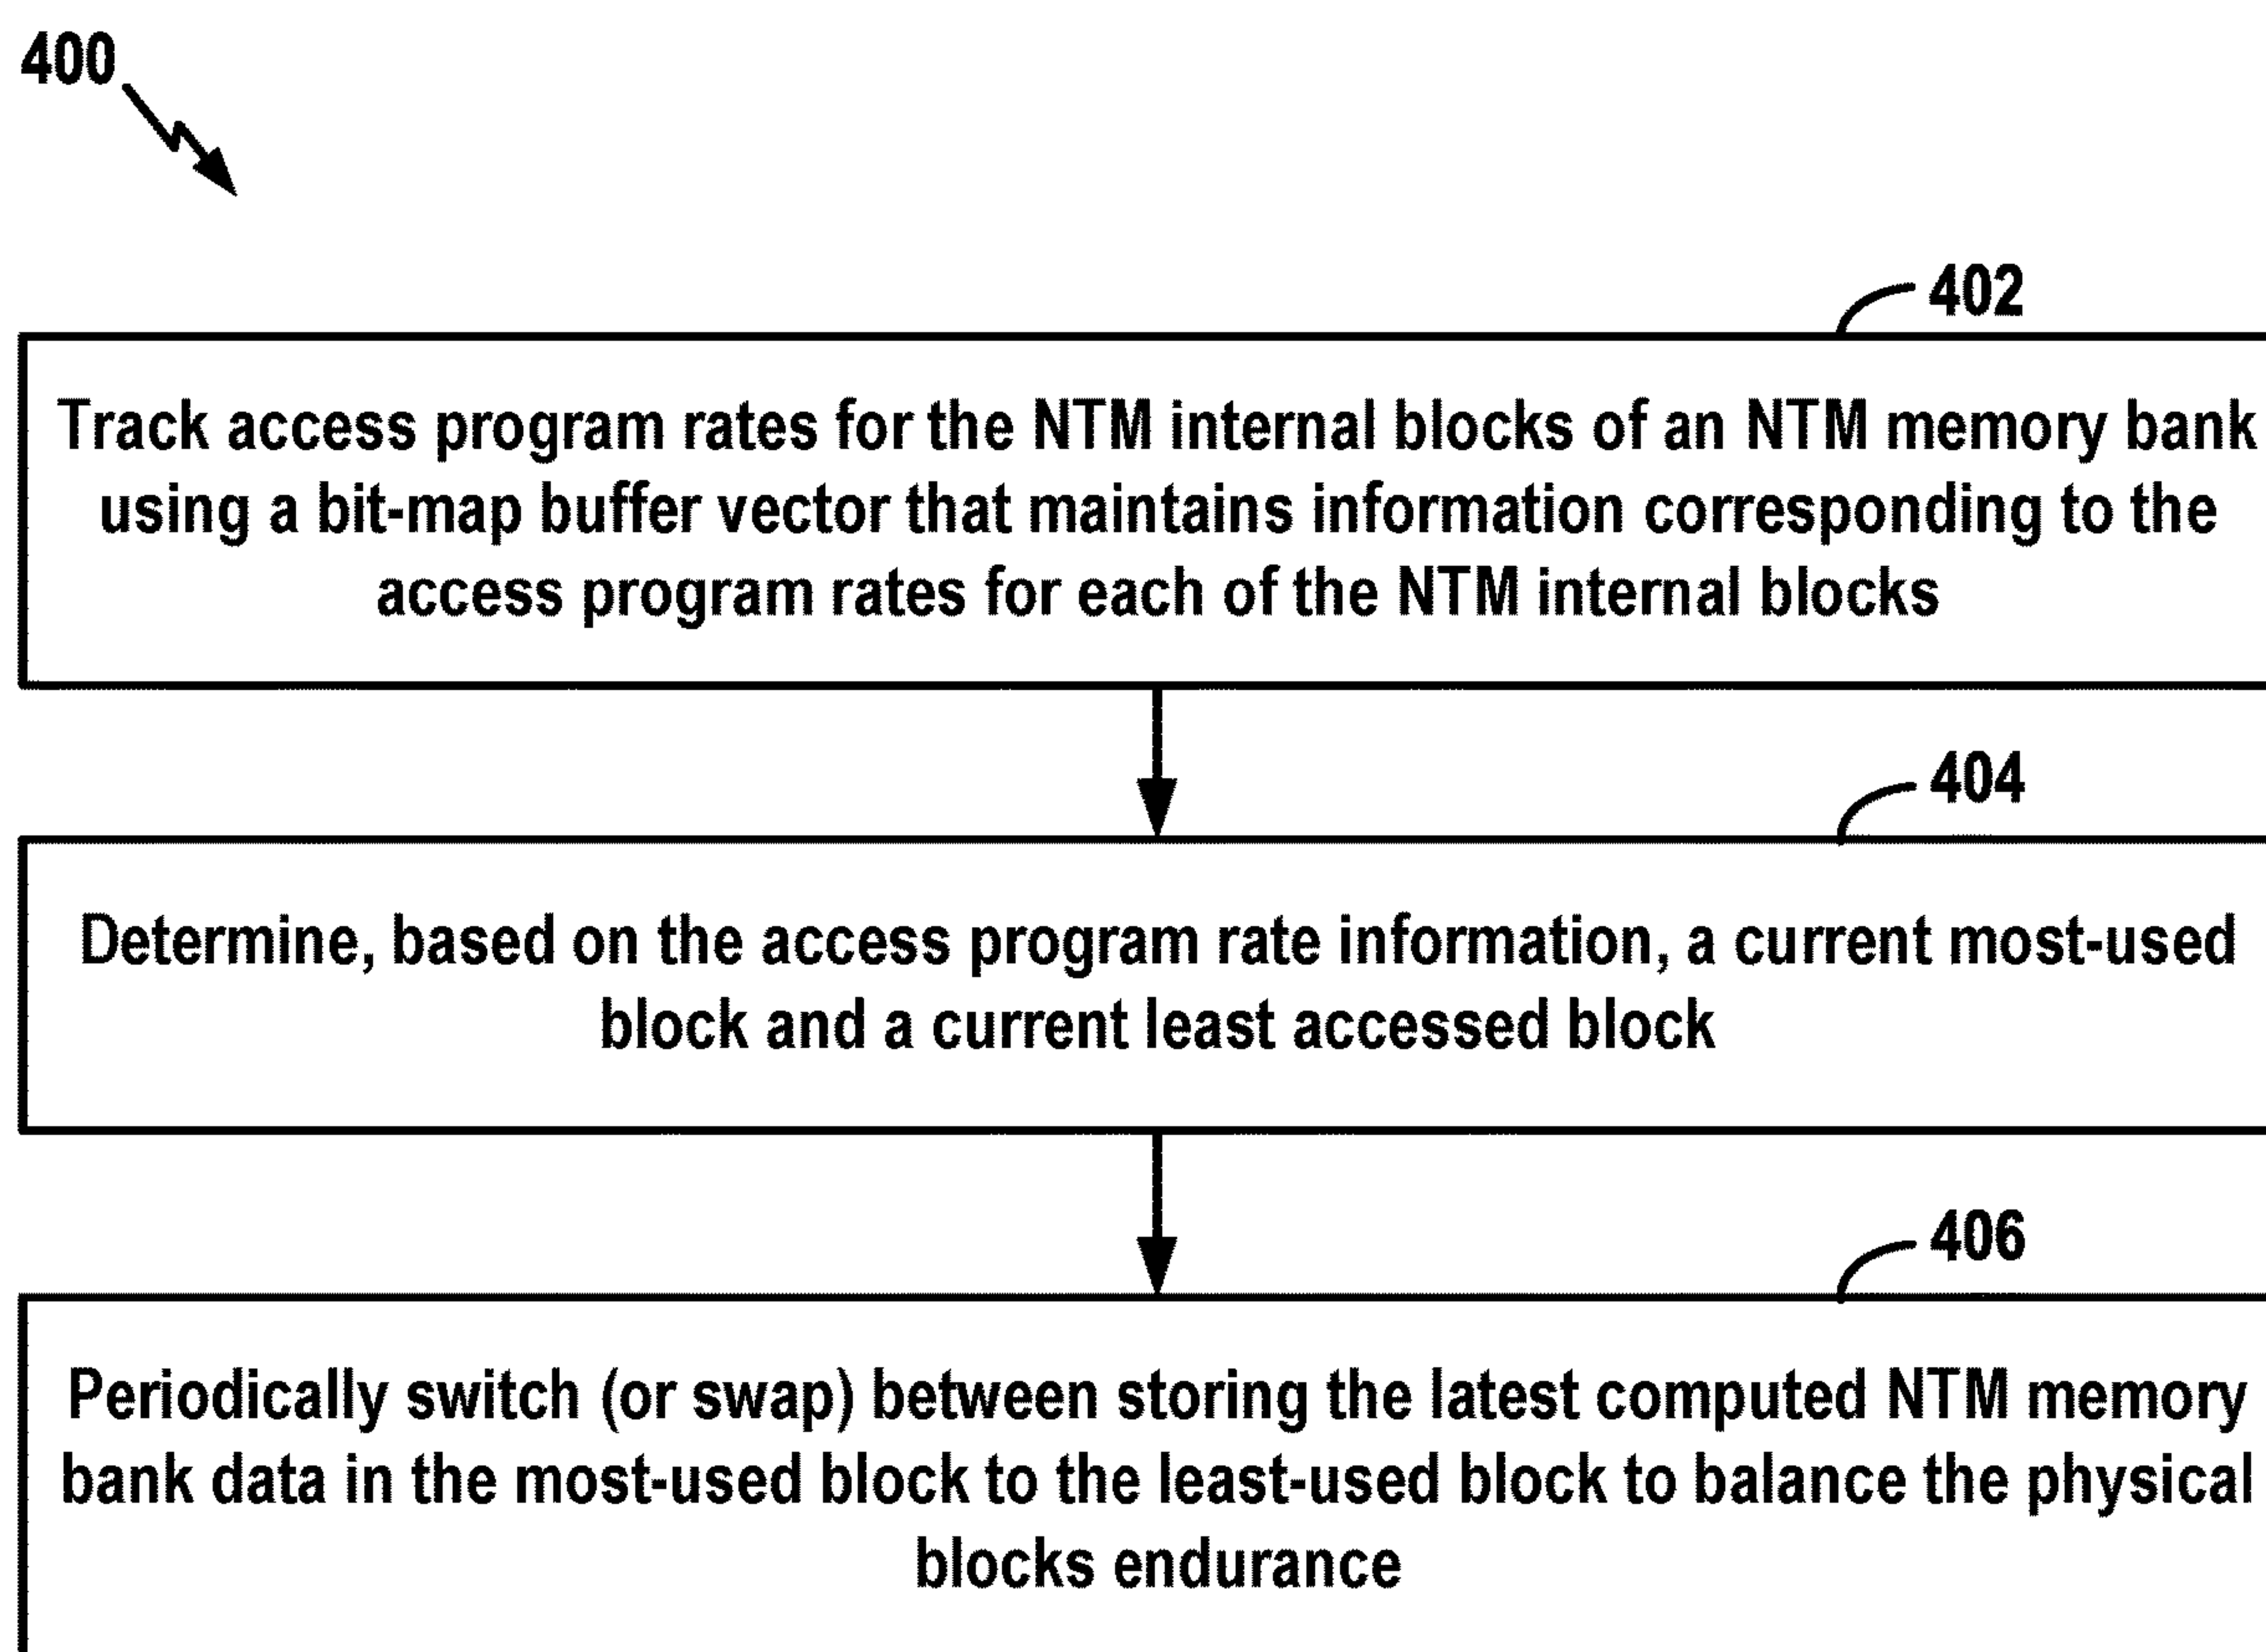 400
402
Track access program rates for the NTM internal blocks of an NTM memory bank
using a bit-map buffer vector that maintains information corresponding to the
access program rates for each of the NTM internal blocks
404
Determine, based on the access program rate information, a current most-used
block and a current least accessed block
406
Periodically switch (or swap) between storing the latest computed NTM memory
bank data in the most-used block to the least-used block to balance the physical
blocks endurance